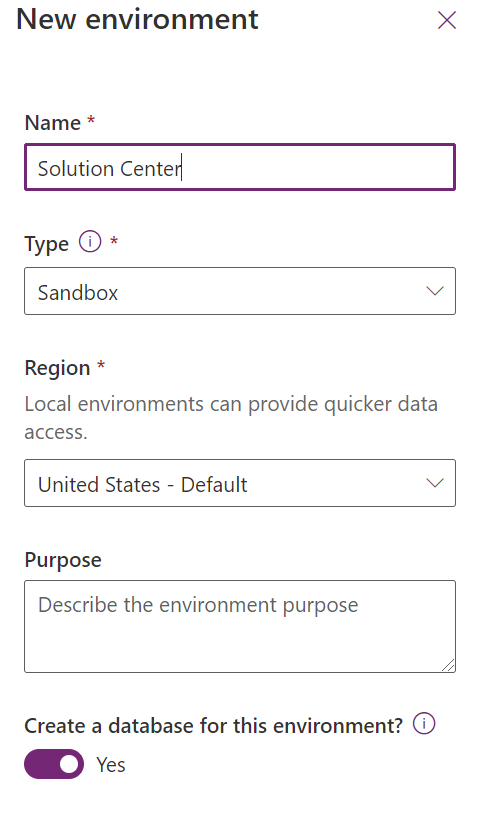 New environment
Name *
Solution Center
Type *
Sandbox
Region *
Local environments can provide quicker data
access.
United States - Default
Purpose
Describe the environment purpose
Create a database for this environment?
Yes